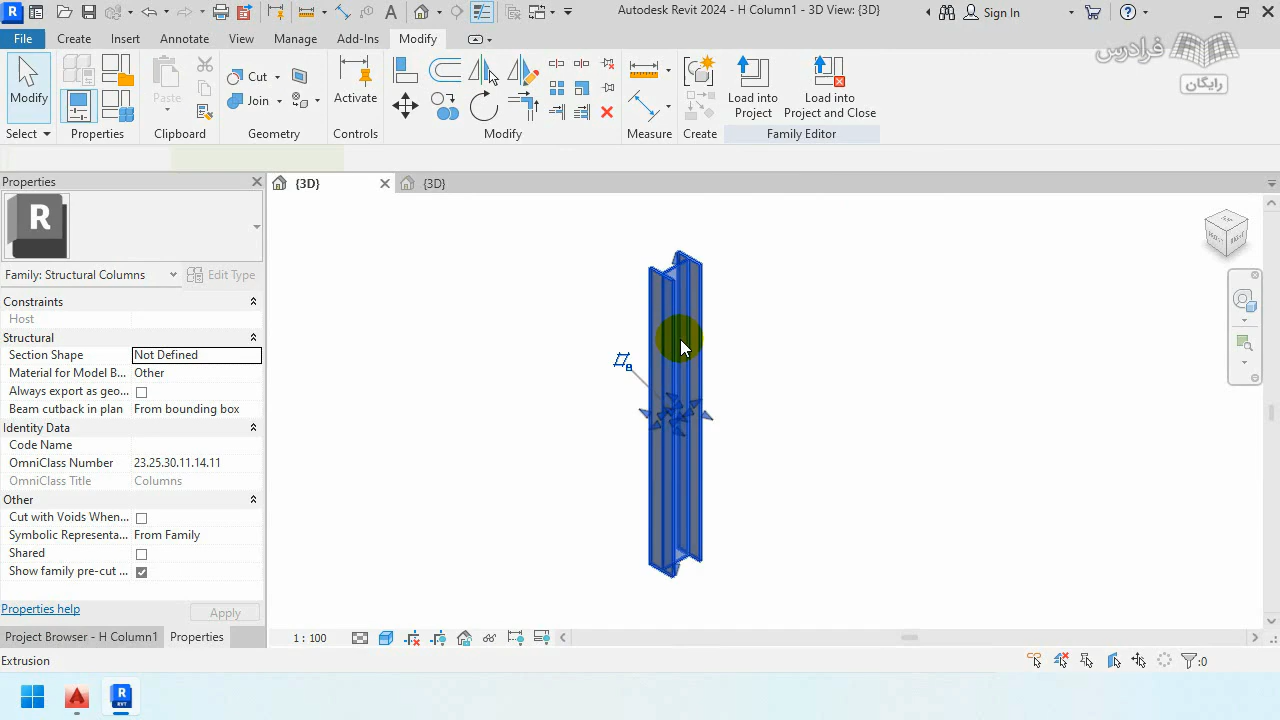 Autodesk Revit 2024 - H Column1 - 3D View: {3D}
Sign In
File Create Insert Annotate View Manage Add-Ins Modify
فرادرس
رایگان
Modify
Paste
Cut
Join
Activate
Load into Project
Load into Project and Close
Select Properties Clipboard Geometry Controls Modify Measure Create Family Editor
Properties
{3D}
{3D}
R
Family: Structural Columns
Edit Type
Constraints
Host
Structural
Section Shape Not Defined
Material for Model B... Other
Always export as geo...
Beam cutback in plan From bounding box
Identity Data
Code Name
OmniClass Number 23.25.30.11.14.11
OmniClass Title Columns
Other
Cut with Voids When...
Symbolic Representa... From Family
Shared
Show family pre-cut ...
Properties help
Apply
Project Browser - H Column1 Properties
1 : 100
Extrusion
:0